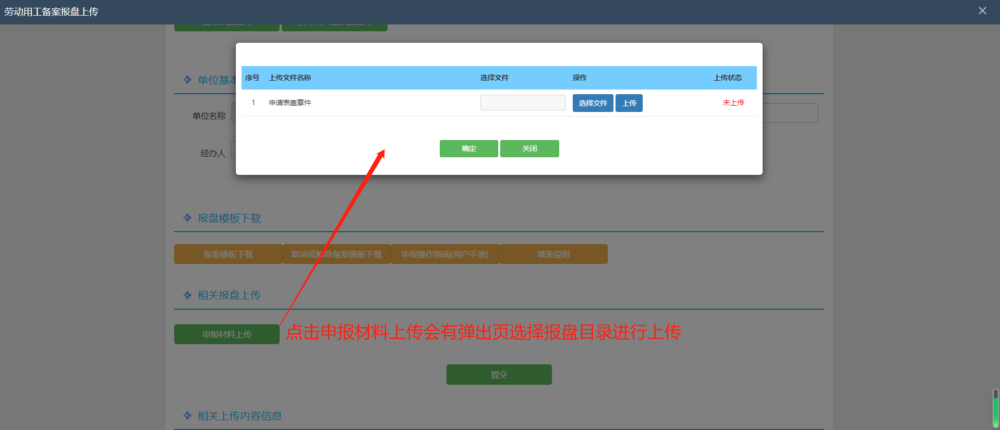 劳动用工备案报盘上传
序号 上传文件名称 选择文件 操作 上传状态
1 申请表盖章件 选择文件 上传 未上传
确定 关闭
单位基本
单位名称
经办人
报盘模板下载
备案模板下载 取消或解除备案模板下载 申报操作指南(用户手册) 填表说明
相关报盘上传
申报材料上传 点击申报材料上传会有弹出页选择报盘目录进行上传
提交
相关上传内容信息